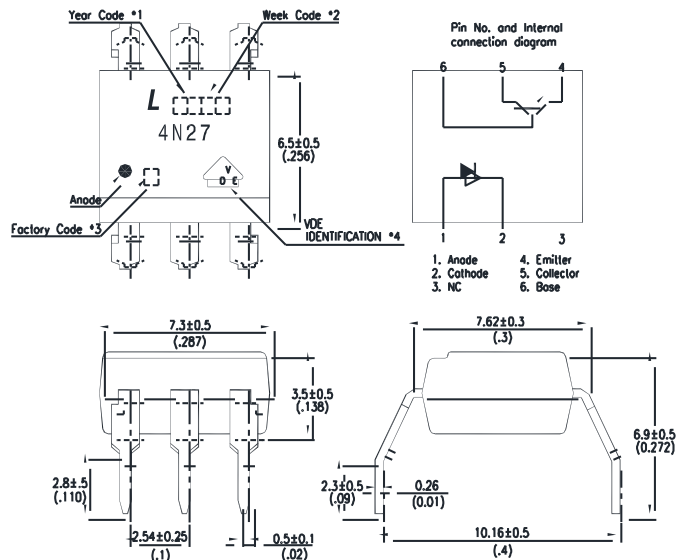 Year Code *1
Week Code *2
L
4N27
6.5±0.5
(.256)
V
D E
Anode
Factory Code *3
VDE
IDENTIFICATION *4
Pin No. and Internal
connection diagram
6 5 4
1 2 3
1. Anode
2. Cathode
3. NC
4. Emitter
5. Collector
6. Base
7.3±0.5
(.287)
3.5±0.5
(.138)
2.8±.5
(.110)
2.54±0.25
(.1)
0.5±0.1
(.02)
7.62±0.3
(.3)
6.9±0.5
(0.272)
2.3±0.5
(.09)
0.26
(0.01)
10.16±0.5
(.4)